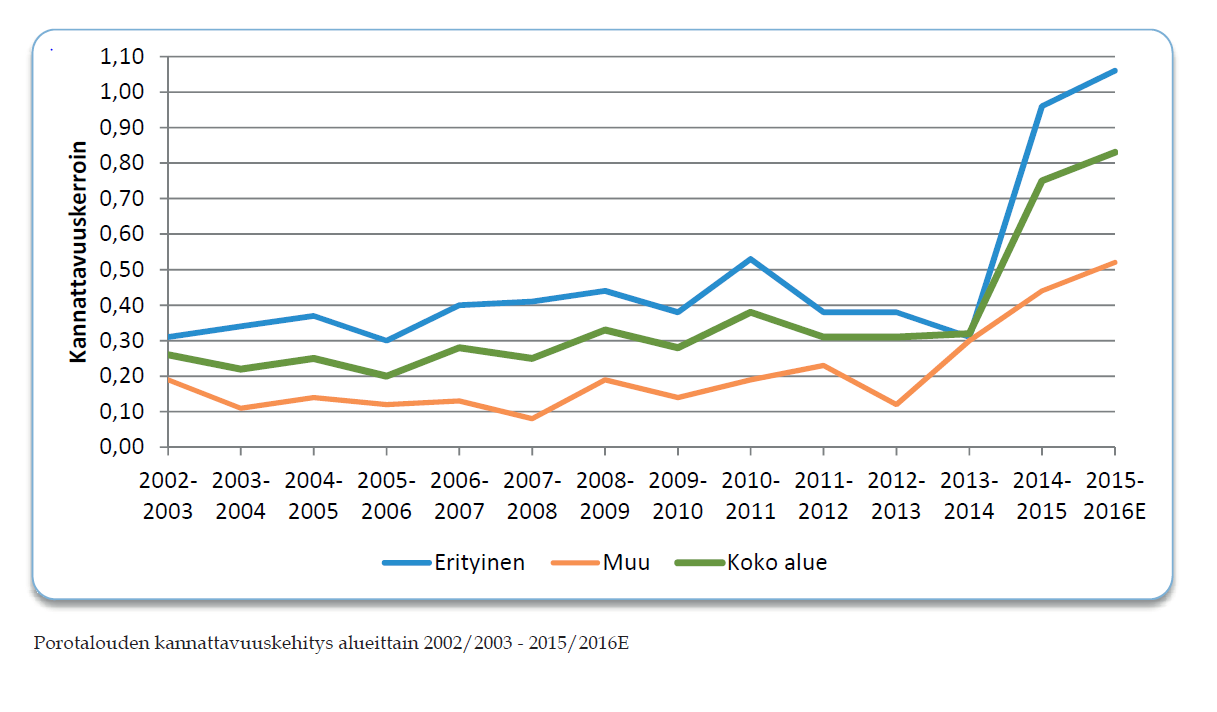 1,10
1,00
0,90
0,80
0,70
0,60
0,50
0,40
0,30
0,20
0,10
0,00
Kannattavuuskerroin
2002- 2003- 2004- 2005- 2006- 2007- 2008- 2009- 2010- 2011- 2012- 2013- 2014- 2015-
2003 2004 2005 2006 2007 2008 2009 2010 2011 2012 2013 2014 2015 2016E
Erityinen Muu Koko alue
Porotalouden kannattavuuskehitys alueittain 2002/2003 - 2015/2016E